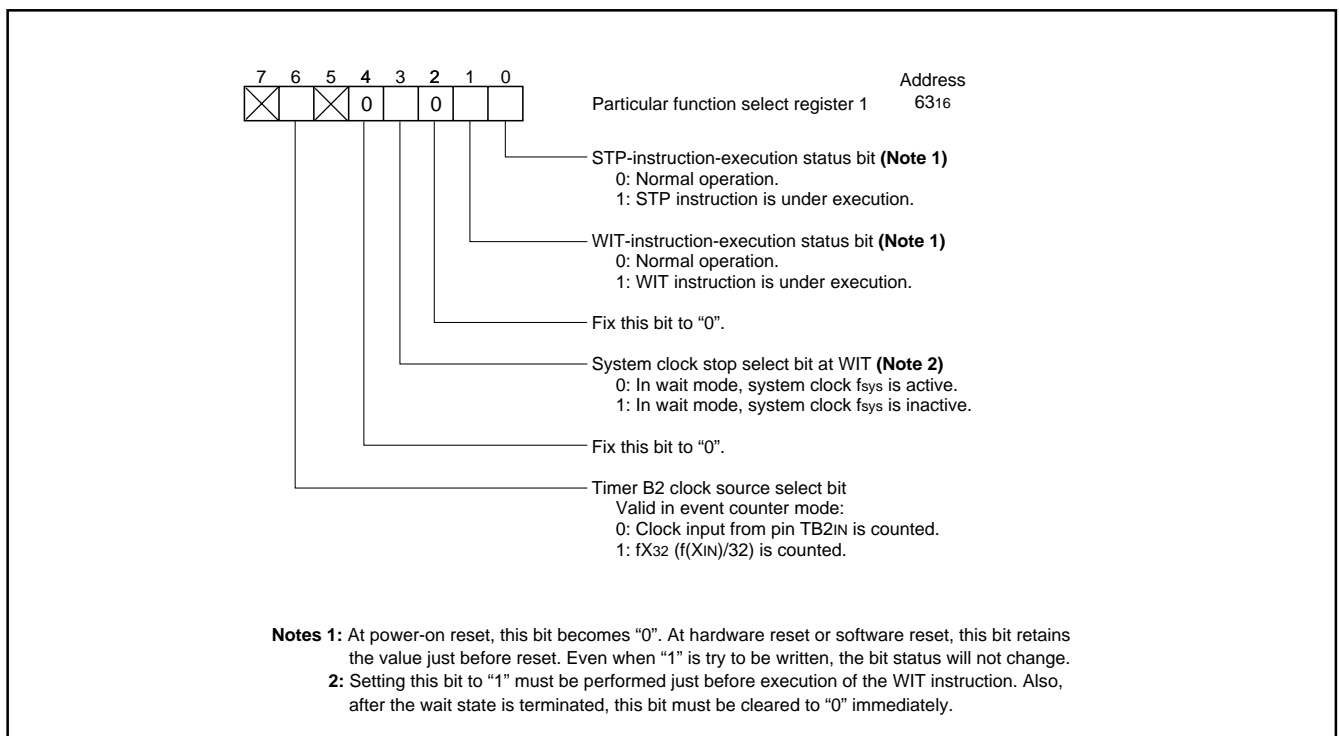 7 6 5 4 3 2 1 0
Address
0 0
Particular function select register 1
6316
STP-instruction-execution status bit (Note 1)
0: Normal operation.
1: STP instruction is under execution.
WIT-instruction-execution status bit (Note 1)
0: Normal operation.
1: WIT instruction is under execution.
Fix this bit to “0”.
System clock stop select bit at WIT (Note 2)
0: In wait mode, system clock fsys is active.
1: In wait mode, system clock fsys is inactive.
Fix this bit to “0”.
Timer B2 clock source select bit
Valid in event counter mode:
0: Clock input from pin TB2IN is counted.
1: fX32 (f(XIN)/32) is counted.
Notes 1: At power-on reset, this bit becomes “0”. At hardware reset or software reset, this bit retains
the value just before reset. Even when “1” is try to be written, the bit status will not change.
2: Setting this bit to “1” must be performed just before execution of the WIT instruction. Also,
after the wait state is terminated, this bit must be cleared to “0” immediately.